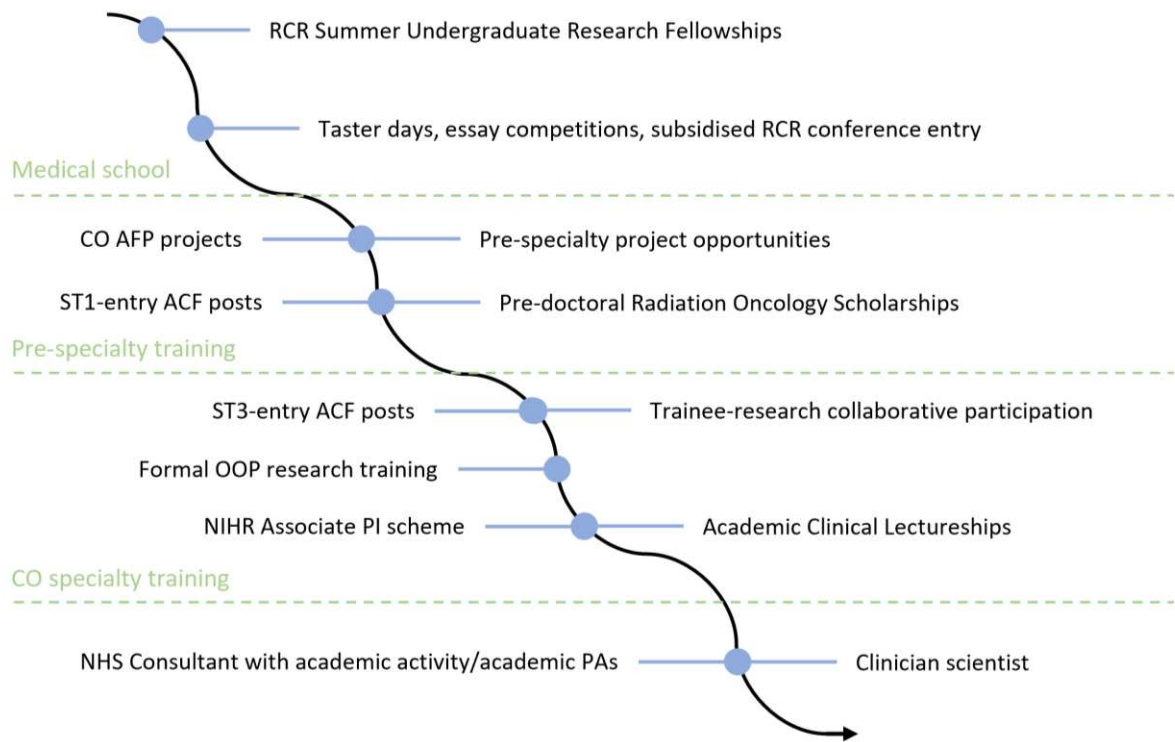 RCR Summer Undergraduate Research Fellowships
Taster days, essay competitions, subsidised RCR conference entry
Medical school
CO AFP projects
Pre-specialty project opportunities
ST1-entry ACF posts
Pre-doctoral Radiation Oncology Scholarships
Pre-specialty training
ST3-entry ACF posts
Trainee-research collaborative participation
Formal OOP research training
NIHR Associate PI scheme
Academic Clinical Lectureships
CO specialty training
NHS Consultant with academic activity/academic PAs
Clinician scientist